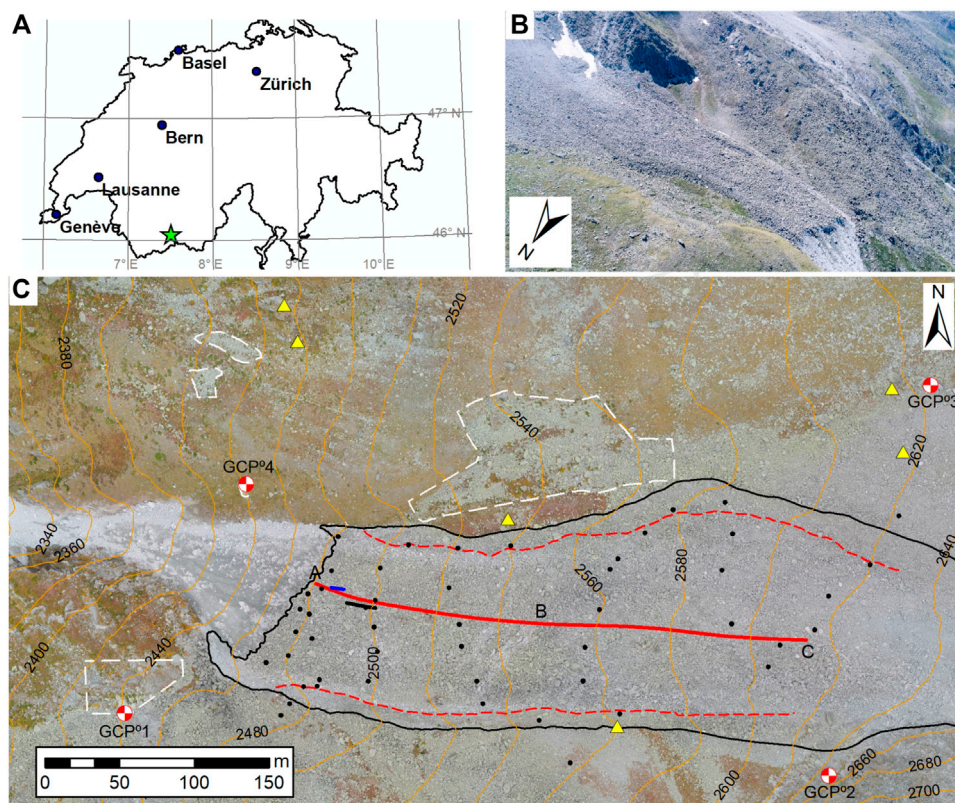 A
Basel
Zürich
47° N
Bern
Lausanne
Genève
46° N
7°E
8°E
9°E
10°E
B
N
C
N
2380
2520
2540
GCPº3
2620
GCPº4
2340
2360
2560
2580
2640
A
B
C
2400
2440
2500
GCPº1
2480
2600
2660
2680
GCPº2
2700
m
0
50
100
150